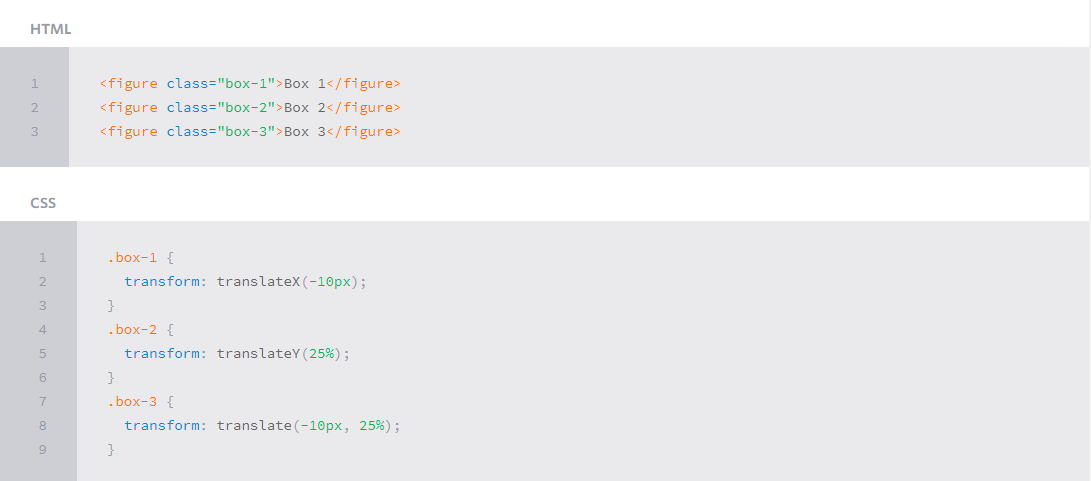 HTML
1 <figure class="box-1">Box 1</figure>
2 <figure class="box-2">Box 2</figure>
3 <figure class="box-3">Box 3</figure>
CSS
1 .box-1 {
2   transform: translateX(-10px);
3 }
4 .box-2 {
5   transform: translateY(25%);
6 }
7 .box-3 {
8   transform: translate(-10px, 25%);
9 }